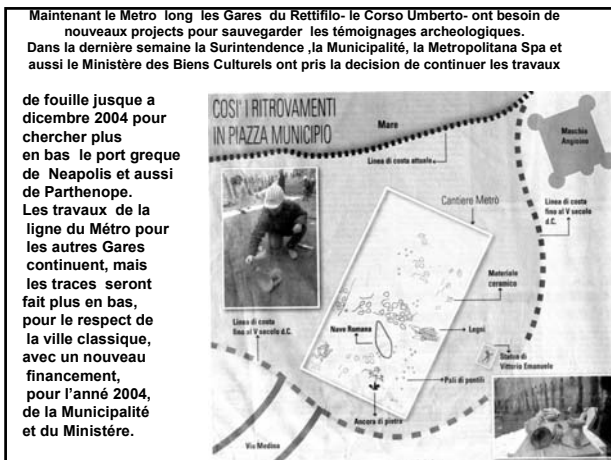 Maintenant le Metro long les Gares du Rettifilo- le Corso Umberto- ont besoin de
nouveaux projects pour sauvegarder les témoignages archeologiques.
Dans la dernière semaine la Surintendence ,la Municipalité, la Metropolitana Spa et
aussi le Ministère des Biens Culturels ont pris la decision de continuer les travaux
de fouille jusque a
dicembre 2004 pour
chercher plus
en bas le port greque
de Neapolis et aussi
de Parthenope.
Les travaux de la
ligne du Métro pour
les autres Gares
continuent, mais
les traces seront
fait plus en bas,
pour le respect de
la ville classique,
avec un nouveau
financement,
pour l'anné 2004,
de la Municipalité
et du Ministére.
COSI' I RITROVAMENTI
IN PIAZZA MUNICIPIO
Mare
Linea di costa attuale
Maschio
Angioino
Cantiere Metrò
Linea di costa
fino al V secolo
d.C.
Materiale
ceramico
Linea di costa
fino al V secolo d.C.
Nave Romana
Legni
Statua di
Vittorio Emanuele
Pali di pontili
Ancora di pietra
Via Medina